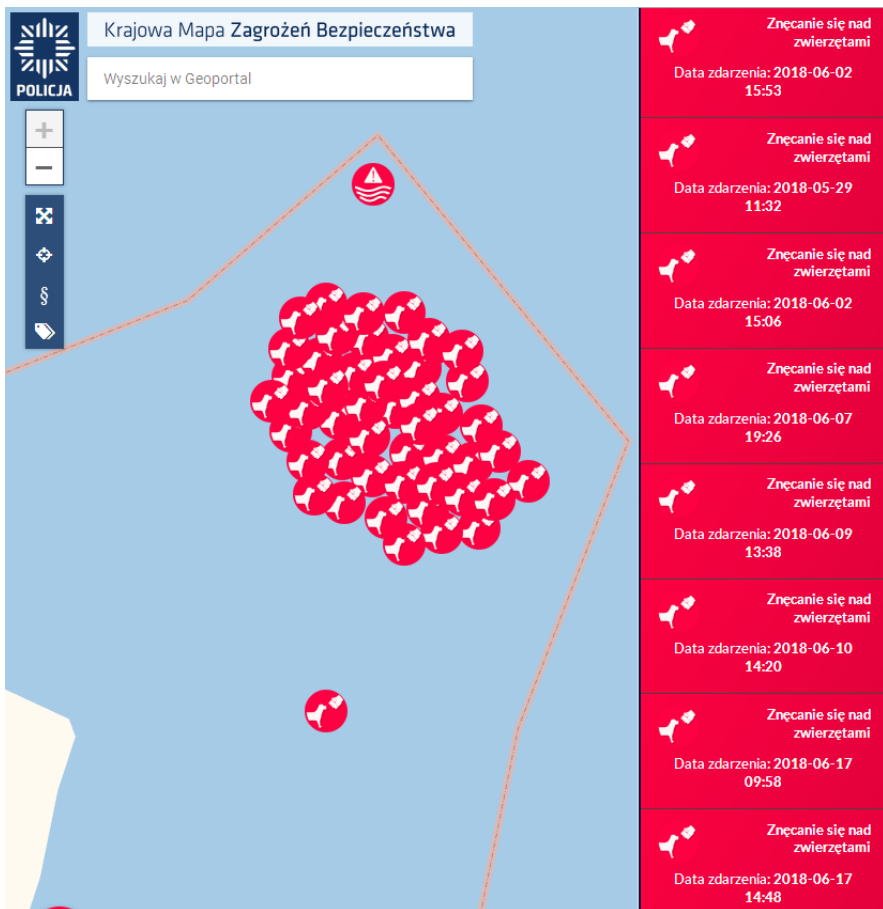 POLICJA
Krajowa Mapa Zagrożeń Bezpieczeństwa
Wyszukaj w Geoportal
+
−
§
Znęcanie się nad
zwierzętami
Data zdarzenia: 2018-06-02
15:53
Znęcanie się nad
zwierzętami
Data zdarzenia: 2018-05-29
11:32
Znęcanie się nad
zwierzętami
Data zdarzenia: 2018-06-02
15:06
Znęcanie się nad
zwierzętami
Data zdarzenia: 2018-06-07
19:26
Znęcanie się nad
zwierzętami
Data zdarzenia: 2018-06-09
13:38
Znęcanie się nad
zwierzętami
Data zdarzenia: 2018-06-10
14:20
Znęcanie się nad
zwierzętami
Data zdarzenia: 2018-06-17
09:58
Znęcanie się nad
zwierzętami
Data zdarzenia: 2018-06-17
14:48